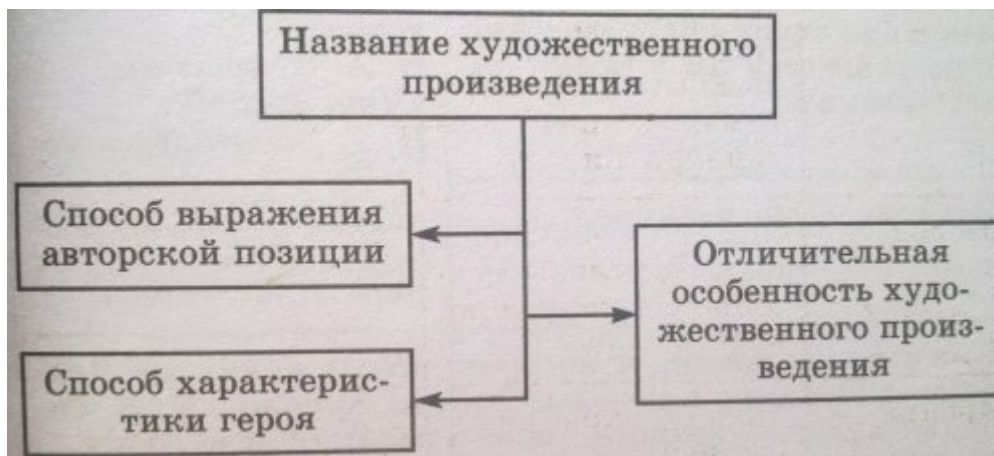 Название художественного
произведения
Способ выражения
авторской позиции
Отличительная
особенность худо-
жественного произ-
ведения
Способ характерис-
тики героя